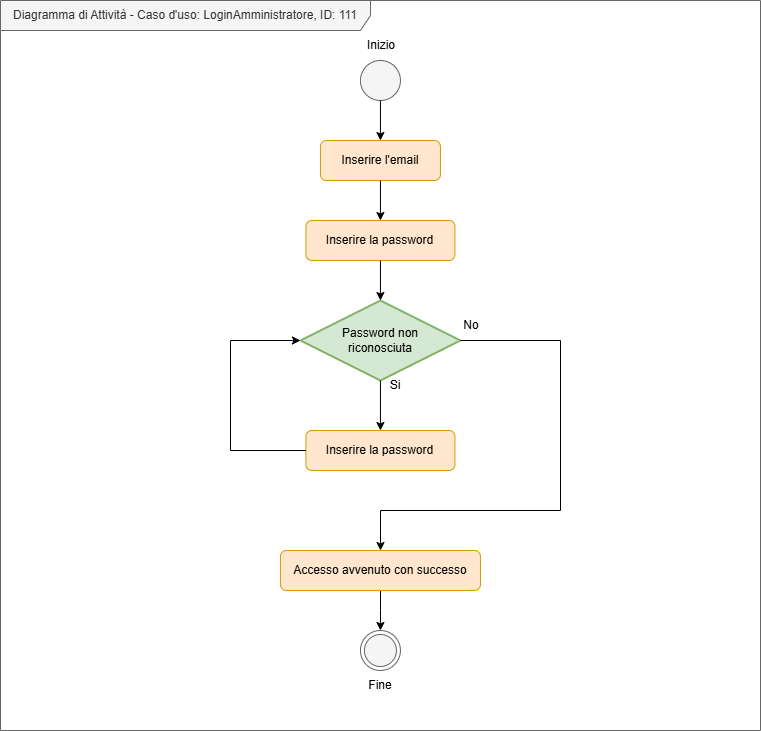 Diagramma di Attività - Caso d'uso: LoginAmministratore, ID: 111
Inizio
Inserire l'email
Inserire la password
No
Password non
riconosciuta
Si
Inserire la password
Accesso avvenuto con successo
Fine